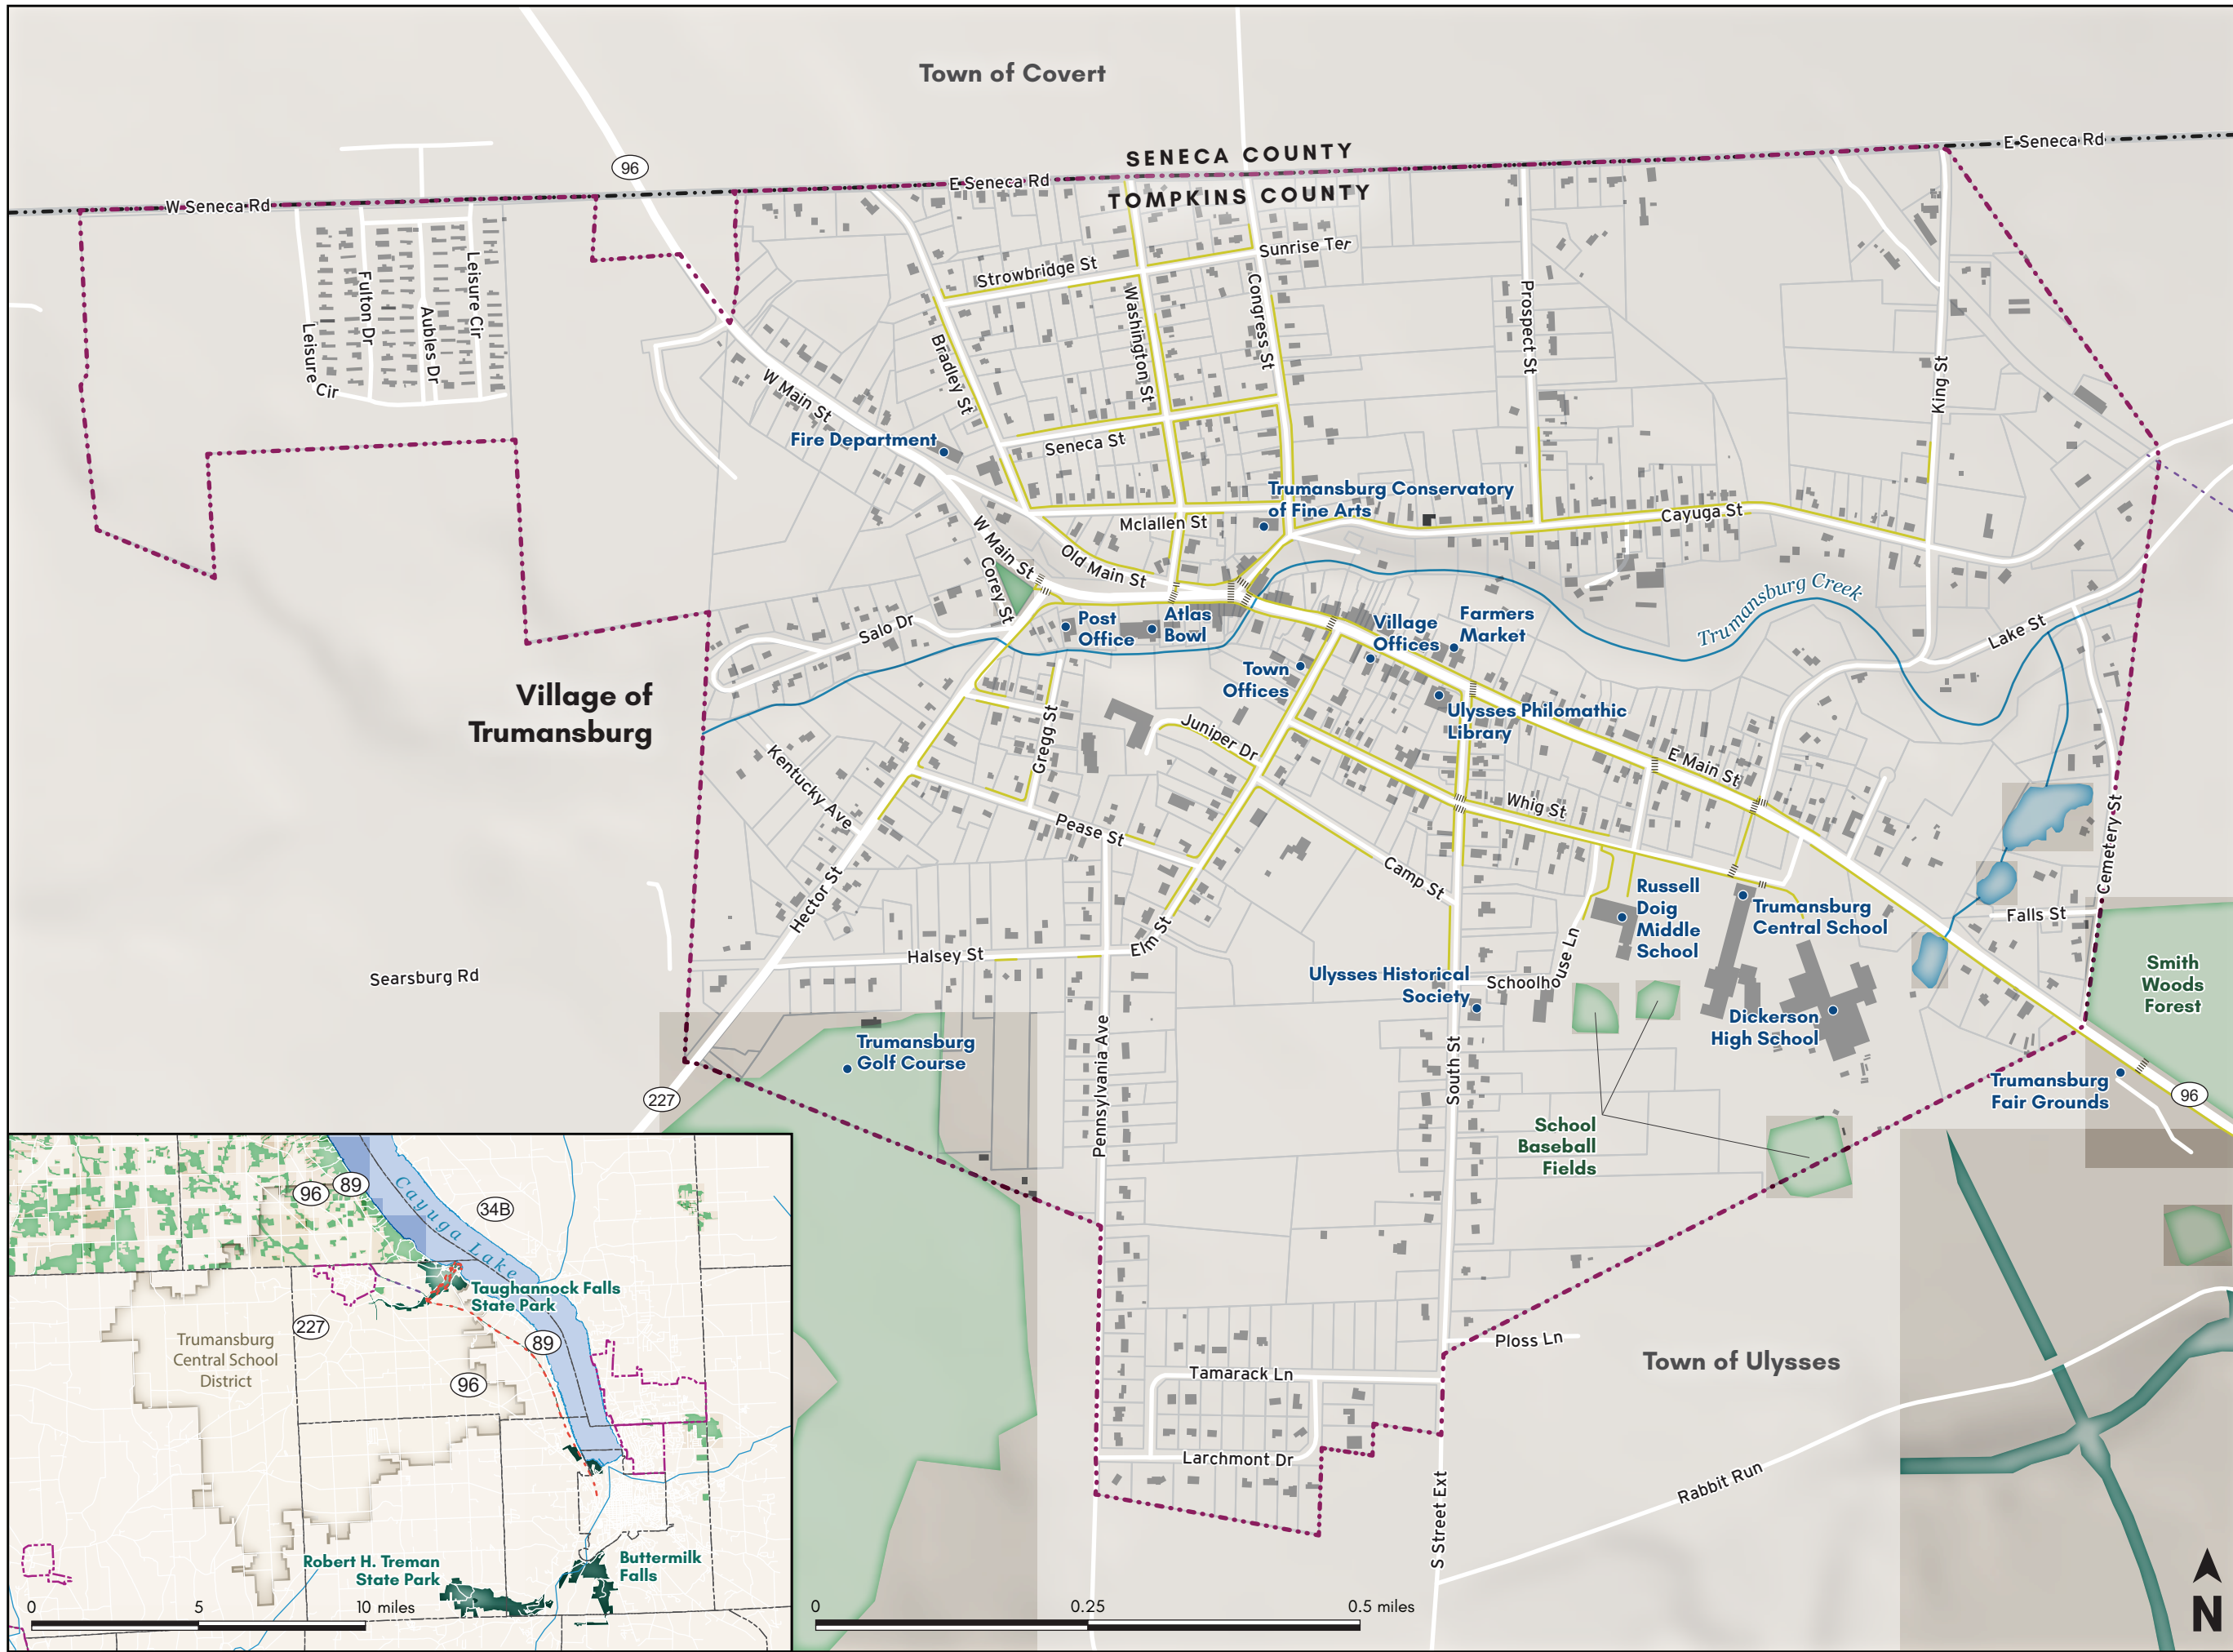 Town of Covert
96
SENECA COUNTY
TOMPKINS COUNTY
W Seneca Rd
E Seneca Rd
E Seneca Rd
Leisure Cir
Fulton Dr
Aubles Dr
Leisure
Cir
W Main St
Bradley St
Strowbridge St
Sunrise Ter
Washington St
Congress St
Prospect St
King St
Fire Department
Seneca St
Trumansburg Conservatory
of Fine Arts
Mclallen St
Cayuga St
W Main St
Old Main St
Corey St
Trumansburg Creek
Salo Dr
Post
Office
Atlas
Bowl
Village
Offices
Farmers
Market
Lake St
Town
Offices
Village of
Trumansburg
Ulysses Philomathic
Library
Juniper Dr
Gregg St
Kentucky Ave
E Main St
Whig St
Pease St
Camp St
Cemetery St
Hector St
Russell
Doig
Middle
School
Trumansburg
Central School
Falls St
Elm St
Halsey St
Searsburg Rd
Ulysses Historical
Society
Schoolhouse Ln
Smith
Woods
Forest
Dickerson
High School
Trumansburg
Golf Course
Pennsylvania Ave
South St
Trumansburg
Fair Grounds
96
227
School
Baseball
Fields
Ploss Ln
Town of Ulysses
Tamarack Ln
Larchmont Dr
Rabbit Run
S Street Ext
96
89
34B
Cayuga Lake
Taughannock Falls
State Park
227
89
Trumansburg
Central School
District
96
Robert H. Treman
State Park
Buttermilk
Falls
0 5 10 miles
0 0.25 0.5 miles
N